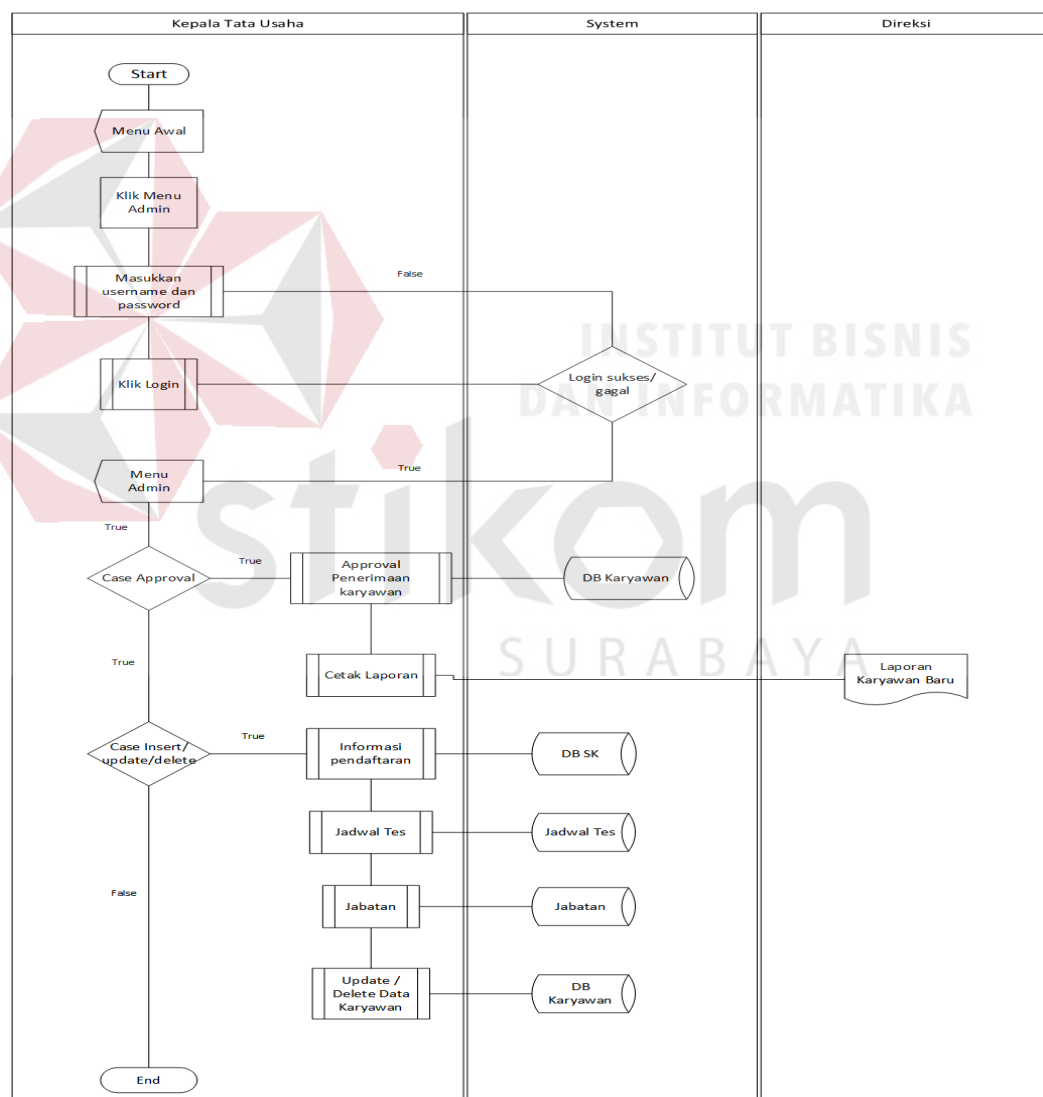 Kepala Tata Usaha
System
Direksi
Start
Menu Awal
Klik Menu
Admin
Masukkan
username dan
password
False
Klik Login
Login sukses/
gagal
INSTITUT BISNIS
DAN INFORMATIKA
Menu
Admin
True
stikom
SURABAYA
True
Case Approval
True
Approval
Penerimaan
karyawan
DB Karyawan
True
Cetak Laporan
Laporan
Karyawan Baru
Case Insert/
update/delete
True
Informasi
pendaftaran
DB SK
Jadwal Tes
Jadwal Tes
False
Jabatan
Jabatan
Update /
Delete Data
Karyawan
DB
Karyawan
End